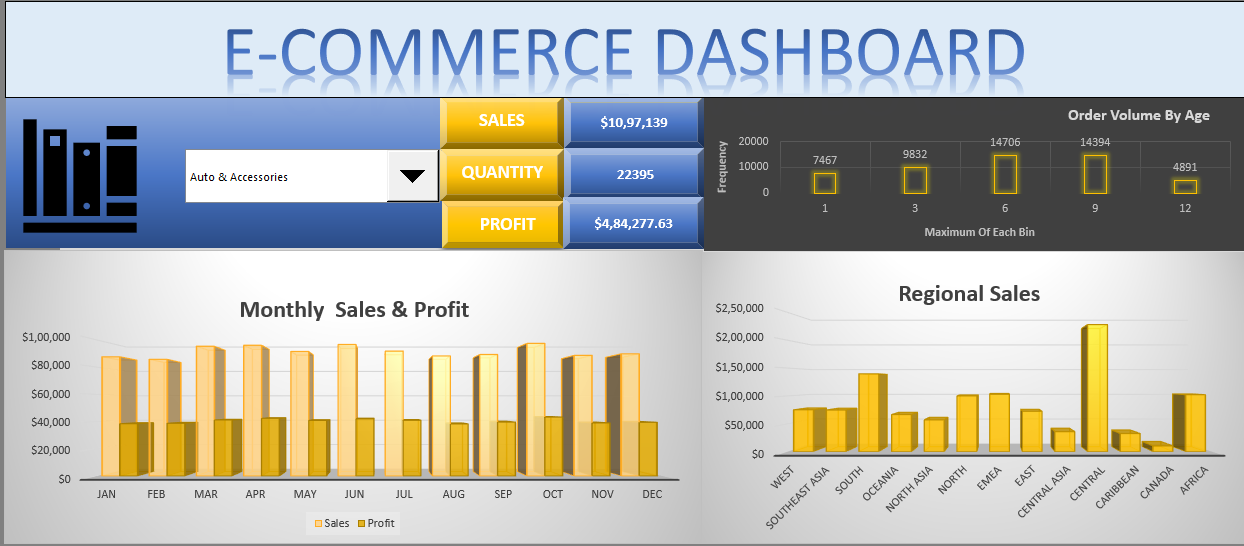 E-COMMERCE DASHBOARD
Auto & Accessories
SALES
$10,97,139
QUANTITY
22395
PROFIT
$4,84,277.63
Order Volume By Age
Frequency
20000
10000
0
7467
9832
14706
14394
4891
1 3 6 9 12
Maximum Of Each Bin
Monthly Sales & Profit
$1,00,000
$80,000
$60,000
$40,000
$20,000
$0
JAN FEB MAR APR MAY JUN JUL AUG SEP OCT NOV DEC
Sales Profit
Regional Sales
$2,50,000
$2,00,000
$1,50,000
$1,00,000
$50,000
$0
WEST
SOUTHEAST ASIA
SOUTH
OCEANIA
NORTH ASIA
NORTH
EMEA
EAST
CENTRAL ASIA
CENTRAL
CARIBBEAN
CANADA
AFRICA